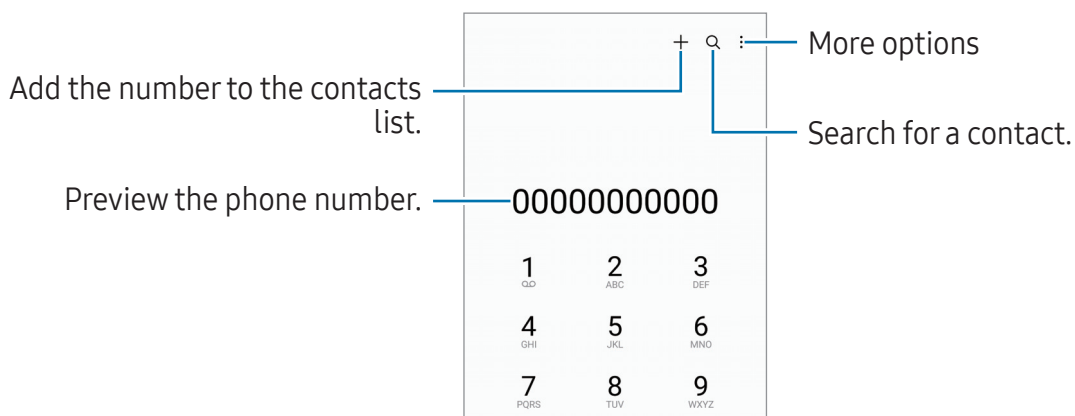 More options
Add the number to the contacts
list.
Search for a contact.
Preview the phone number.
00000000000
1 2 3
ABC DEF
4 5 6
GHI JKL MNO
7 8 9
PQRS TUV WXYZ